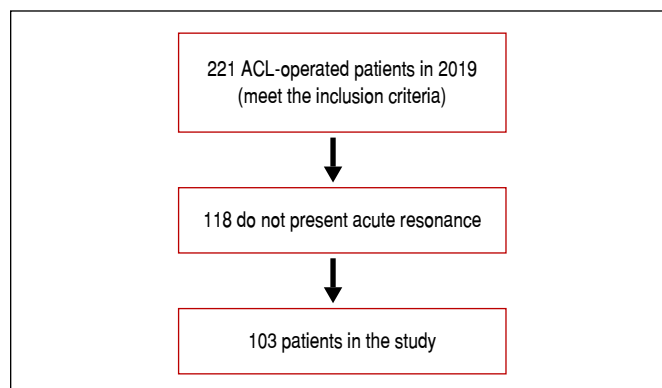 221 ACL-operated patients in 2019
(meet the inclusion criteria)
118 do not present acute resonance
103 patients in the study